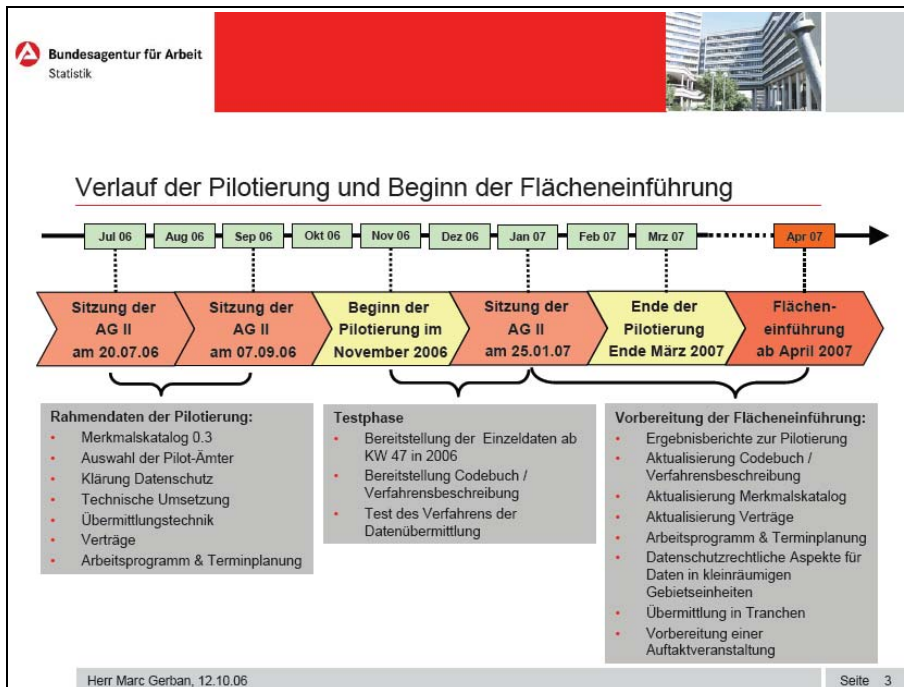 Bundesagentur für Arbeit
Statistik
Verlauf der Pilotierung und Beginn der Flächeneinführung
Jul 06 Aug 06 Sep 06 Okt 06 Nov 06 Dez 06 Jan 07 Feb 07 Mrz 07 Apr 07
Sitzung der
AG II
am 20.07.06
Sitzung der
AG II
am 07.09.06
Beginn der
Pilotierung im
November 2006
Sitzung der
AG II
am 25.01.07
Ende der
Pilotierung
Ende März 2007
Flächen-
einführung
ab April 2007
Rahmendaten der Pilotierung:
• Merkmalskatalog 0.3
• Auswahl der Pilot-Ämter
• Klärung Datenschutz
• Technische Umsetzung
• Übermittlungstechnik
• Verträge
• Arbeitsprogramm & Terminplanung
Testphase
• Bereitstellung der Einzeldaten ab
KW 47 in 2006
• Bereitstellung Codebuch /
Verfahrensbeschreibung
• Test des Verfahrens der
Datenübermittlung
Vorbereitung der Flächeneinführung:
• Ergebnisberichte zur Pilotierung
• Aktualisierung Codebuch /
Verfahrensbeschreibung
• Aktualisierung Merkmalskatalog
• Aktualisierung Verträge
• Arbeitsprogramm & Terminplanung
• Datenschutzrechtliche Aspekte für
Daten in kleinräumigen
Gebietseinheiten
• Übermittlung in Tranchen
• Vorbereitung einer
Auftaktveranstaltung
Herr Marc Gerban, 12.10.06
Seite 3